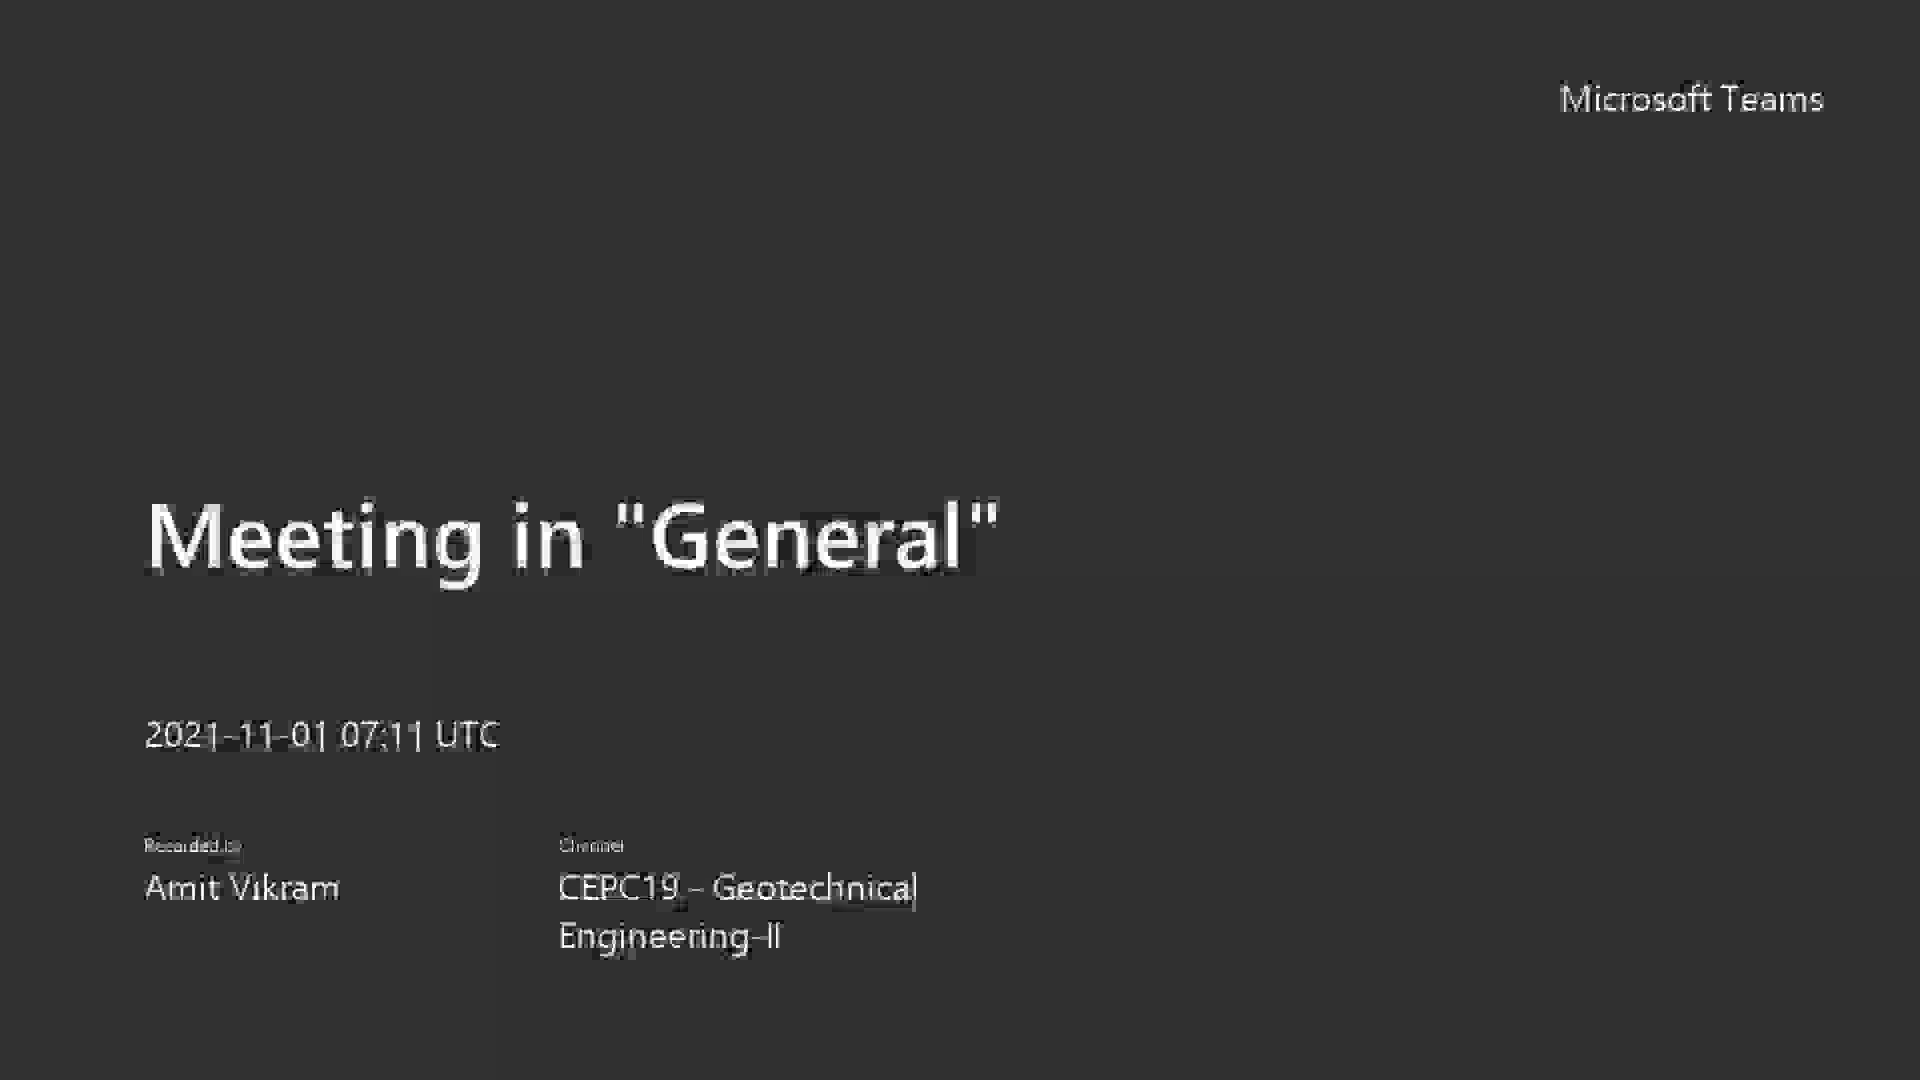 Microsoft Teams
Meeting in "General"
2021-11-01 07:11 UTC
Recorded by
Amit Vikram
Channel
CEPC19 - Geotechnical
Engineering-II